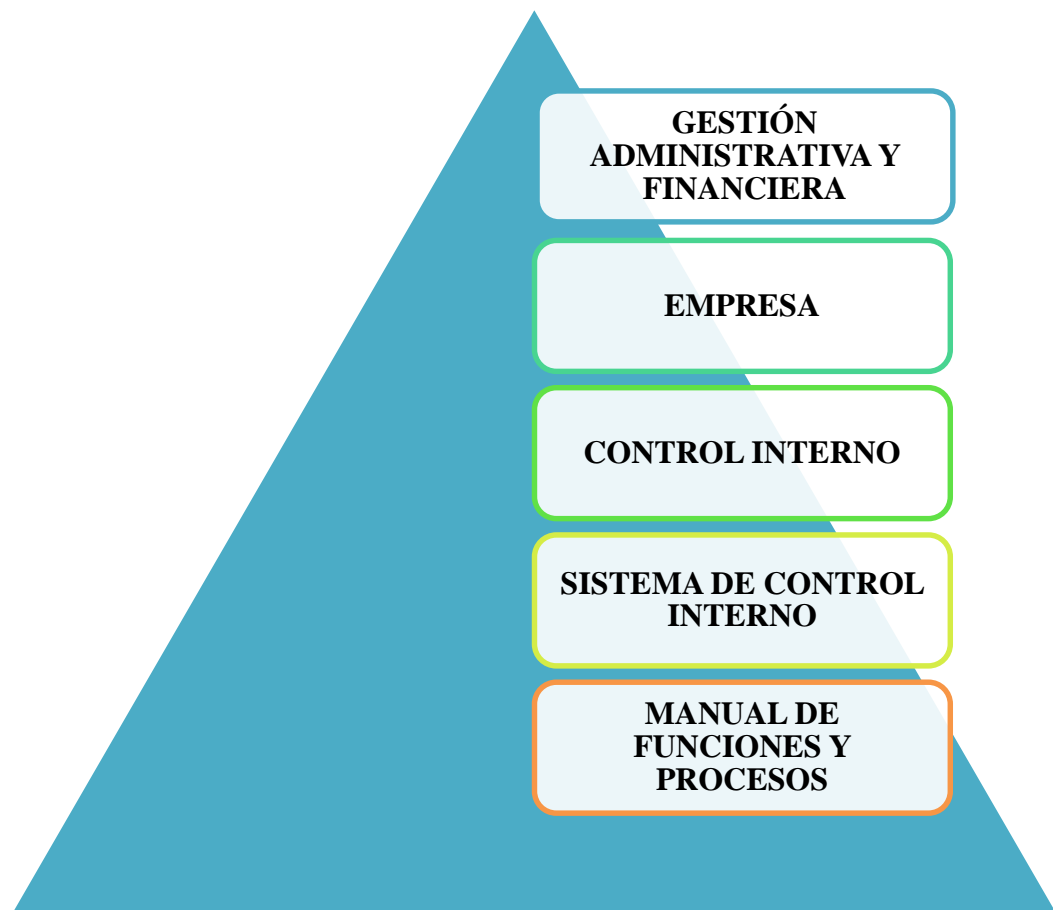 GESTIÓN
ADMINISTRATIVA Y
FINANCIERA
EMPRESA
CONTROL INTERNO
SISTEMA DE CONTROL
INTERNO
MANUAL DE
FUNCIONES Y
PROCESOS